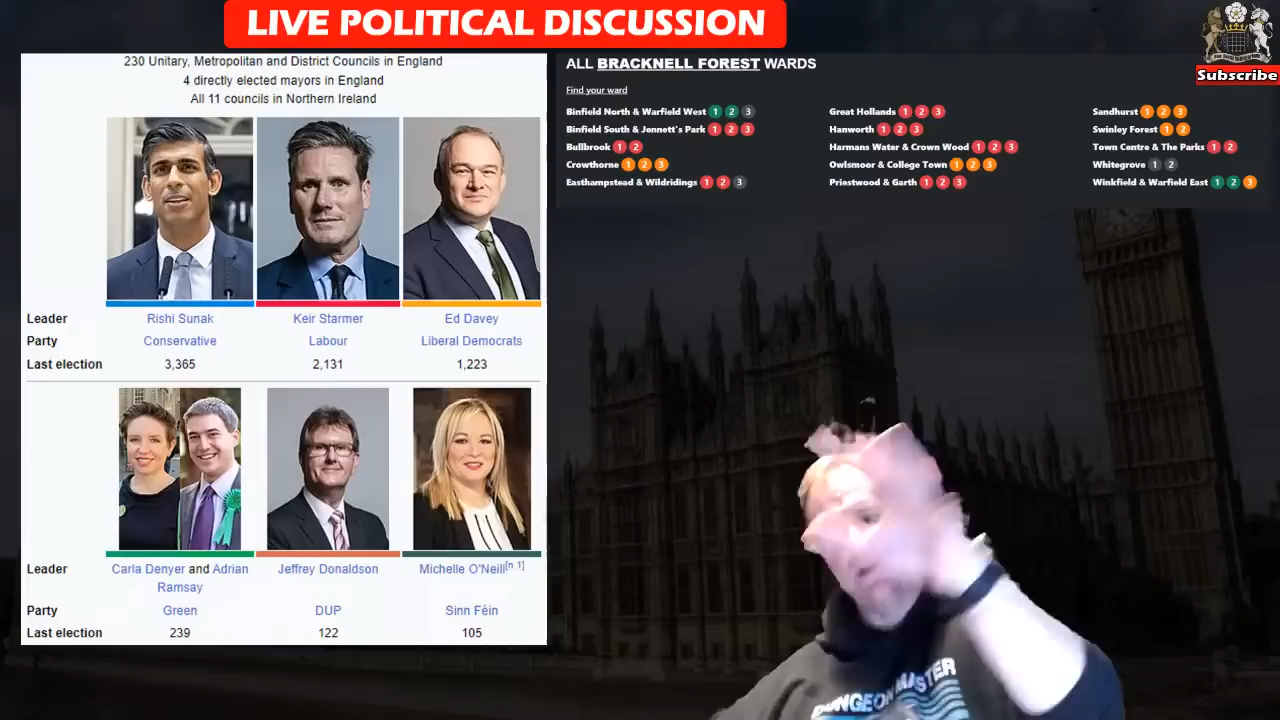 LIVE POLITICAL DISCUSSION
Subscribe
230 Unitary, Metropolitan and District Councils in England
4 directly elected mayors in England
All 11 councils in Northern Ireland
Leader Rishi Sunak Keir Starmer Ed Davey
Party Conservative Labour Liberal Democrats
Last election 3,365 2,131 1,223
Leader Carla Denyer and Adrian Ramsay Jeffrey Donaldson Michelle O'Neill[n 1]
Party Green DUP Sinn Féin
Last election 239 122 105
ALL BRACKNELL FOREST WARDS
Find your ward
Binfield North & Warfield West 1 2 3
Binfield South & Jennett's Park 1 2 3
Bullbrook 1 2
Crowthorne 1 2 3
Easthampstead & Wildridings 1 2 3
Great Hollands 1 2 3
Hanworth 1 2 3
Harmans Water & Crown Wood 1 2 3
Owlsmoor & College Town 1 2 3
Priestwood & Garth 1 2 3
Sandhurst 1 2 3
Swinley Forest 1 2
Town Centre & The Parks 1 2
Whitegrove 1 2
Winkfield & Warfield East 1 2 3
DUNGEON MASTER